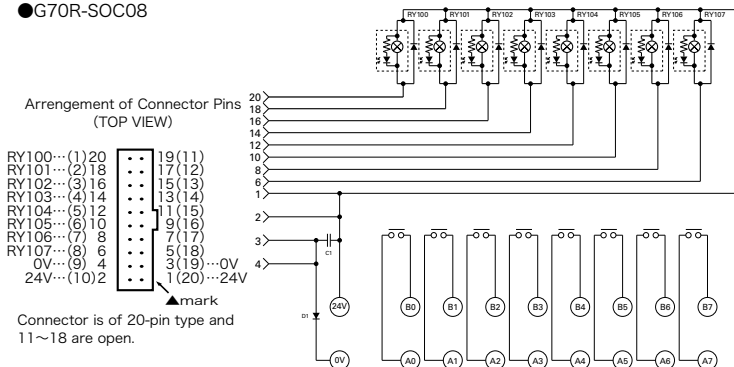 ●G70R-SOC08
RY100 RY101 RY102 RY103 RY104 RY105 RY106 RY107
Arrengement of Connector Pins
(TOP VIEW)
RY100…(1)20 19(11)
RY101…(2)18 17(12)
RY102…(3)16 15(13)
RY103…(4)14 13(14)
RY104…(5)12 11(15)
RY105…(6)10 9(16)
RY106…(7) 8 7(17)
RY107…(8) 6 5(18)
0V…(9) 4 3(19)…0V
24V…(10)2 1(20)…24V
▲mark
Connector is of 20-pin type and
11~18 are open.
20
18
16
14
12
10
8
6
1
2
3
4
C1
D1
24V B0 B1 B2 B3 B4 B5 B6 B7
0V A0 A1 A2 A3 A4 A5 A6 A7